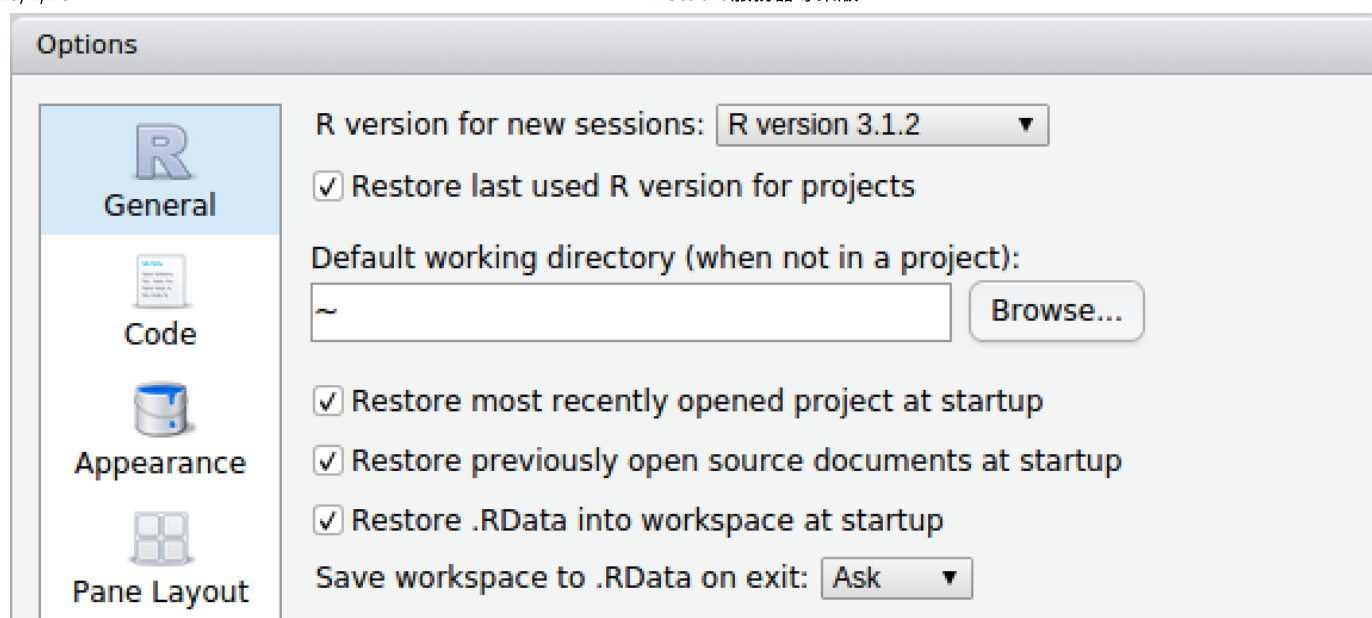 Options
General
Code
Appearance
Pane Layout
R version for new sessions: R version 3.1.2
Restore last used R version for projects
Default working directory (when not in a project):
~
Browse...
Restore most recently opened project at startup
Restore previously open source documents at startup
Restore .RData into workspace at startup
Save workspace to .RData on exit: Ask